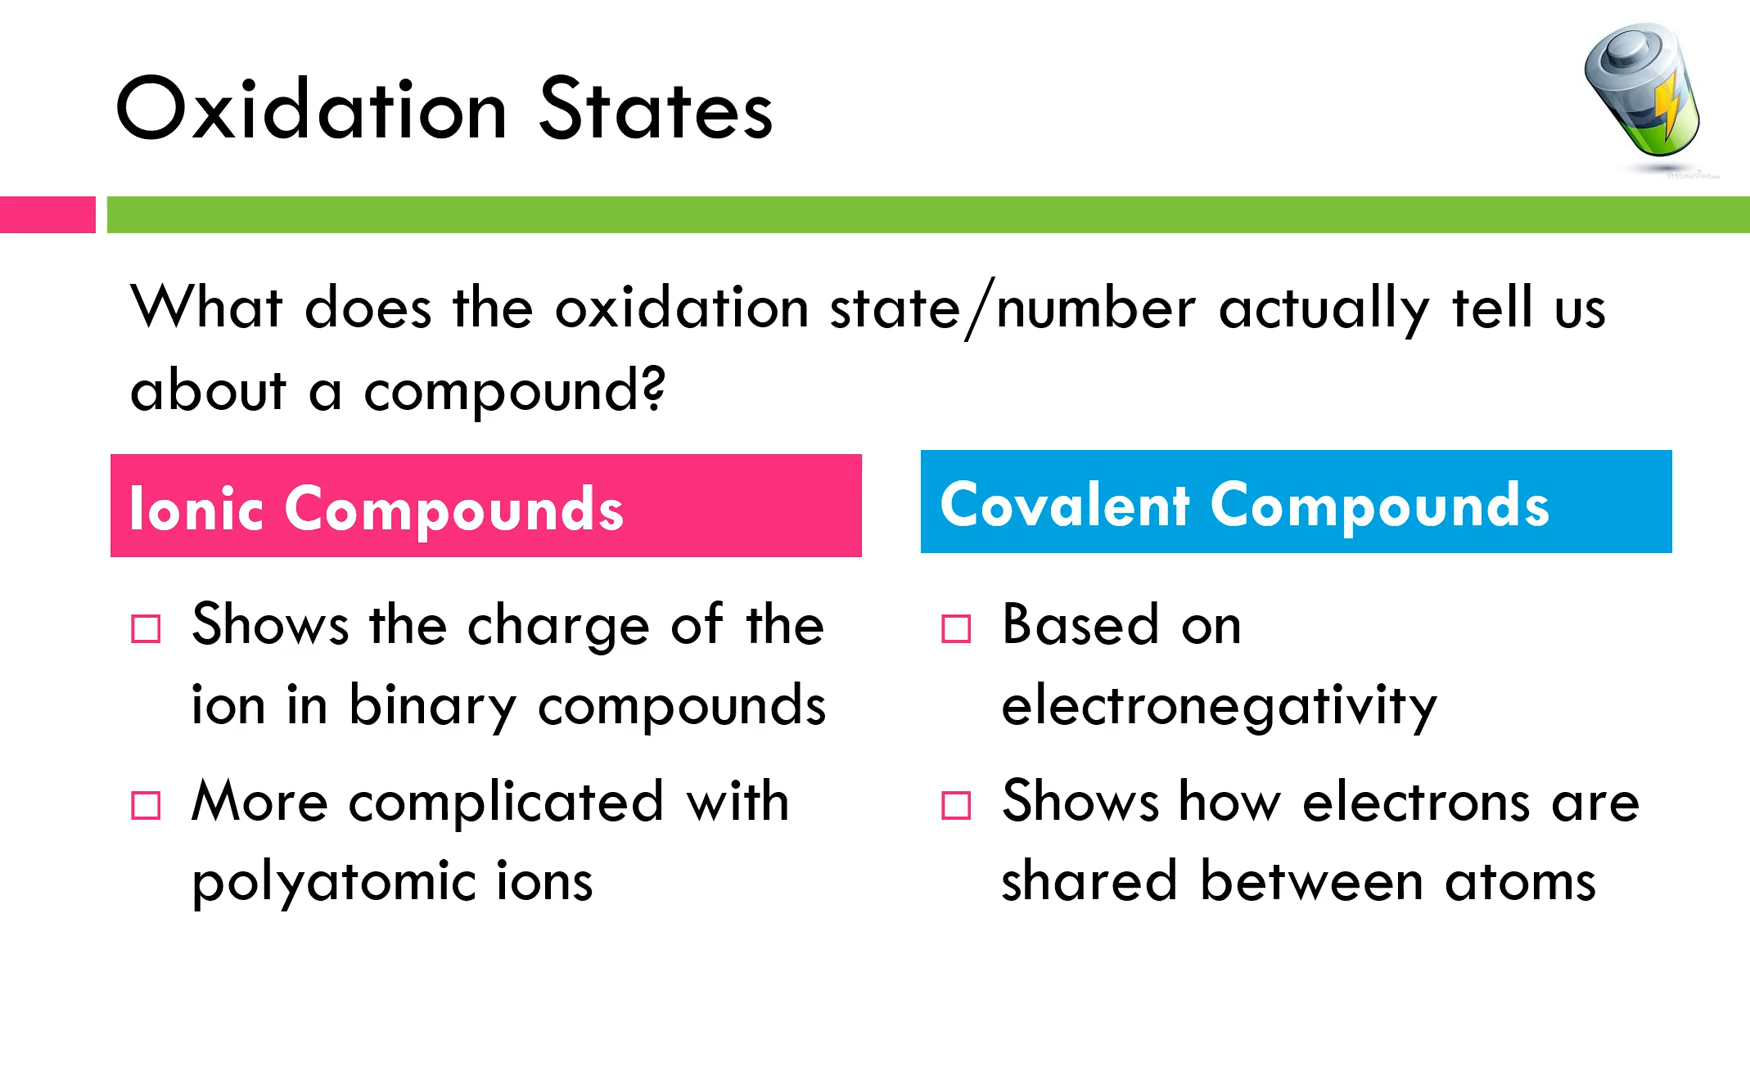 Oxidation States
What does the oxidation state/number actually tell us
about a compound?
Ionic Compounds
Shows the charge of the
ion in binary compounds
More complicated with
polyatomic ions
Covalent Compounds
Based on
electronegativity
Shows how electrons are
shared between atoms